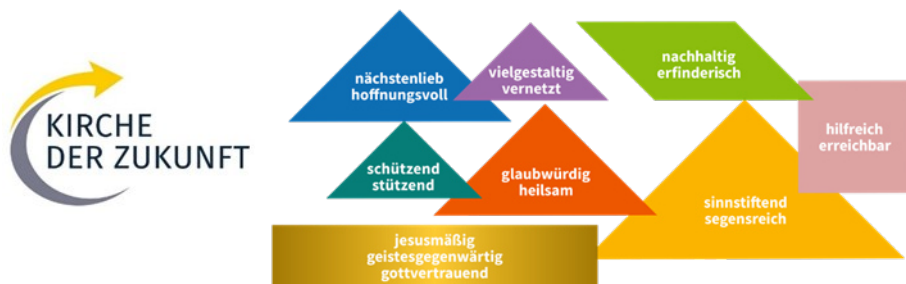 KIRCHE
DER ZUKUNFT
nächstenlieb
hoffnungsvoll
vielgestaltig
vernetzt
nachhaltig
erfinderisch
hilfreich
erreichbar
schützend
stützend
glaubwürdig
heilsam
sinnstiftend
segensreich
jesusmäßig
geistesgegenwärtig
gottvertrauend